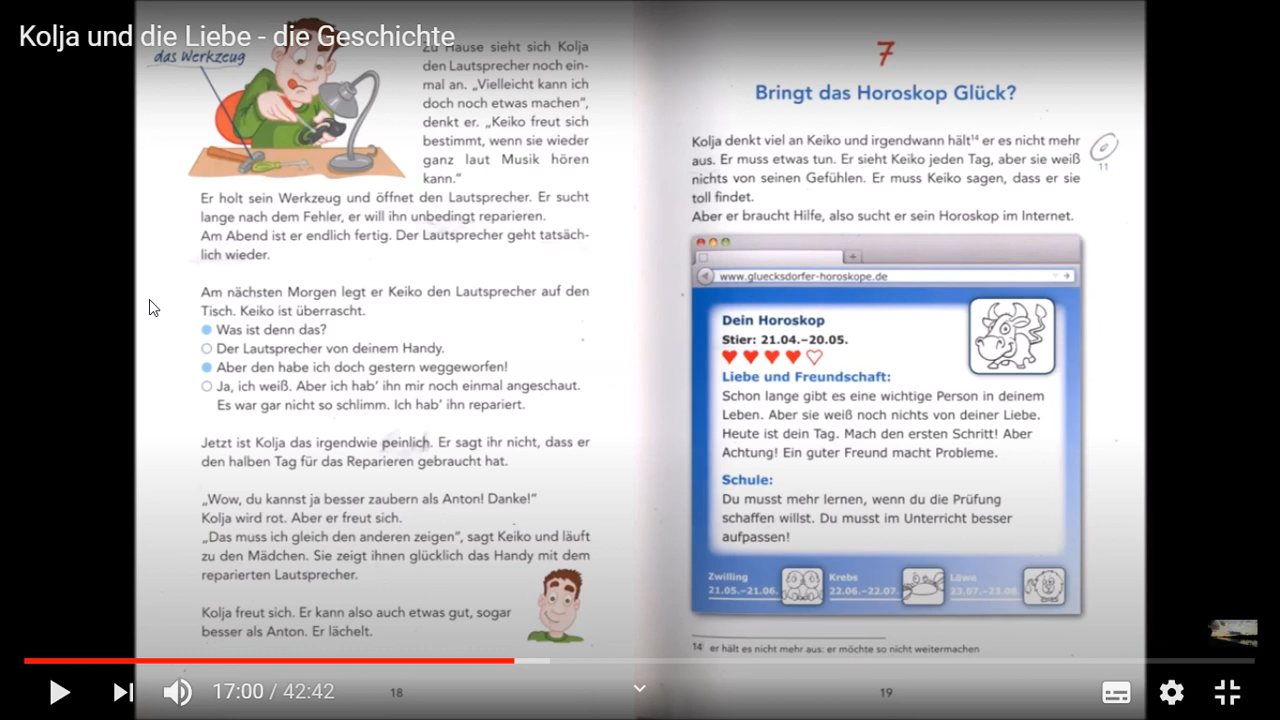 Kolja und die Liebe - die Geschichte
das Werkzeug
Zu Hause sieht sich Kolja
den Lautsprecher noch ein-
mal an. „Vielleicht kann ich
doch noch etwas machen“,
denkt er. „Keiko freut sich
bestimmt, wenn sie wieder
ganz laut Musik hören
kann.“
Er holt sein Werkzeug und öffnet den Lautsprecher. Er sucht
lange nach dem Fehler, er will ihn unbedingt reparieren.
Am Abend ist er endlich fertig. Der Lautsprecher geht tatsäch-
lich wieder.
Am nächsten Morgen legt er Keiko den Lautsprecher auf den
Tisch. Keiko ist überrascht.
Was ist denn das?
Der Lautsprecher von deinem Handy.
Aber den habe ich doch gestern weggeworfen!
Ja, ich weiß. Aber ich hab’ ihn mir noch einmal angeschaut.
Es war gar nicht so schlimm. Ich hab’ ihn repariert.
Jetzt ist Kolja das irgendwie peinlich. Er sagt ihr nicht, dass er
den halben Tag für das Reparieren gebraucht hat.
„Wow, du kannst ja besser zaubern als Anton! Danke!“
Kolja wird rot. Aber er freut sich.
„Das muss ich gleich den anderen zeigen“, sagt Keiko und läuft
zu den Mädchen. Sie zeigt ihnen glücklich das Handy mit dem
reparierten Lautsprecher.
Kolja freut sich. Er kann also auch etwas gut, sogar
besser als Anton. Er lächelt.
18
7
Bringt das Horoskop Glück?
Kolja denkt viel an Keiko und irgendwann hält¹⁴ er es nicht mehr
aus. Er muss etwas tun. Er sieht Keiko jeden Tag, aber sie weiß
nichts von seinen Gefühlen. Er muss Keiko sagen, dass er sie
toll findet.
Aber er braucht Hilfe, also sucht er sein Horoskop im Internet.
11
www.gluecksdorfer-horoskope.de
Dein Horoskop
Stier: 21.04.–20.05.
Liebe und Freundschaft:
Schon lange gibt es eine wichtige Person in deinem
Leben. Aber sie weiß noch nichts von deiner Liebe.
Heute ist dein Tag. Mach den ersten Schritt! Aber
Achtung! Ein guter Freund macht Probleme.
Schule:
Du musst mehr lernen, wenn du die Prüfung
schaffen willst. Du musst im Unterricht besser
aufpassen!
Zwilling
21.05.–21.06.
Krebs
22.06.–22.07.
Löwe
23.07.–23.08.
14 er hält es nicht mehr aus: er möchte so nicht weitermachen
19
17:00 / 42:42